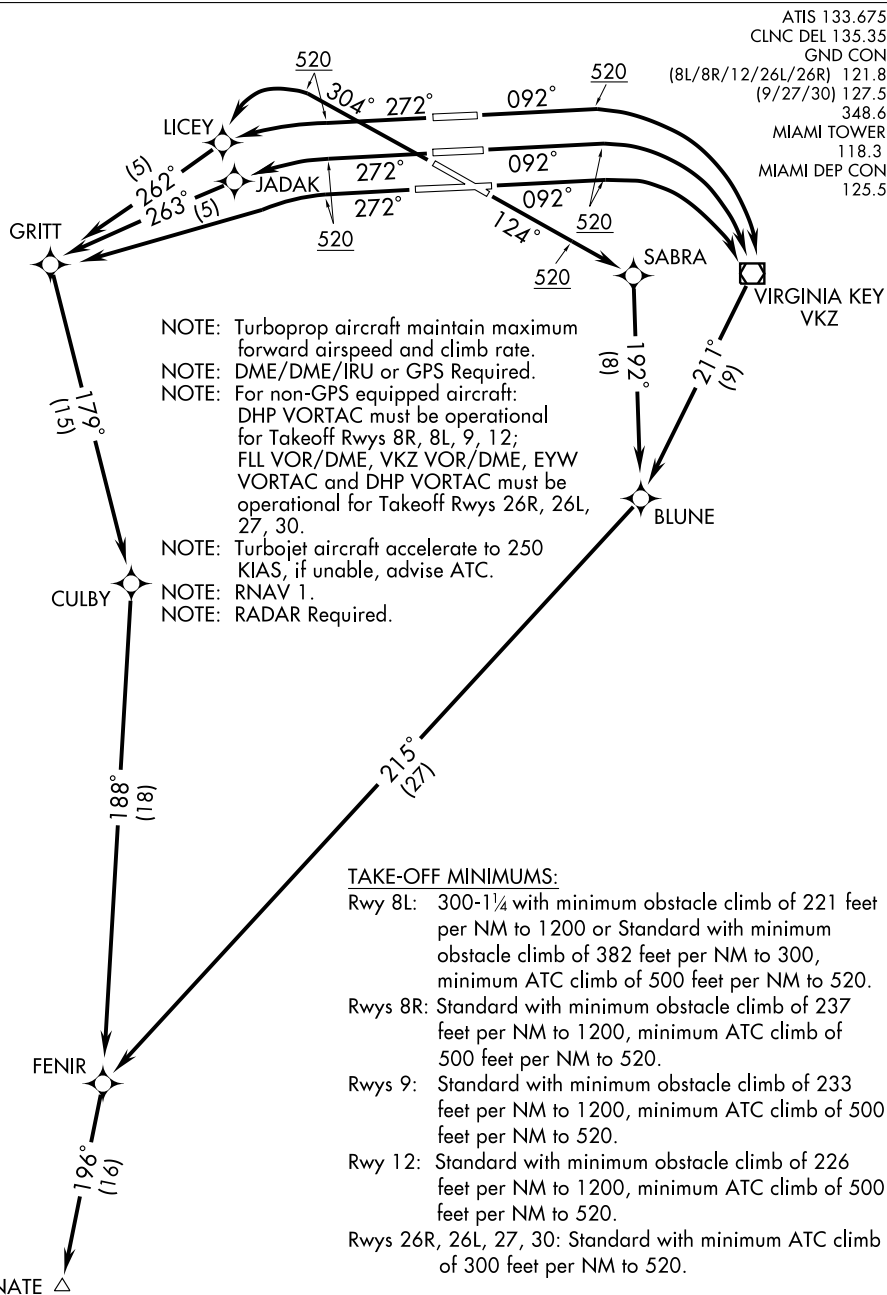 ATIS 133.675
CLNC DEL 135.35
GND CON
(8L/8R/12/26L/26R) 121.8
(9/27/30) 127.5
348.6
MIAMI TOWER
118.3
MIAMI DEP CON
125.5
520
520
304°
272°
092°
LICEY
272°
092°
(5)
262°
JADAK
263°
(5)
272°
092°
520
520
124°
520
GRITT
SABRA
VIRGINIA KEY
VKZ
179°
(15)
192°
(8)
211°
(9)
NOTE: Turboprop aircraft maintain maximum
forward airspeed and climb rate.
NOTE: DME/DME/IRU or GPS Required.
NOTE: For non-GPS equipped aircraft:
DHP VORTAC must be operational
for Takeoff Rwys 8R, 8L, 9, 12;
FLL VOR/DME, VKZ VOR/DME, EYW
VORTAC and DHP VORTAC must be
operational for Takeoff Rwys 26R, 26L,
27, 30.
NOTE: Turbojet aircraft accelerate to 250
KIAS, if unable, advise ATC.
NOTE: RNAV 1.
NOTE: RADAR Required.
BLUNE
CULBY
188°
(18)
215°
(27)
TAKE-OFF MINIMUMS:
Rwy 8L: 300-1¼ with minimum obstacle climb of 221 feet
per NM to 1200 or Standard with minimum
obstacle climb of 382 feet per NM to 300,
minimum ATC climb of 500 feet per NM to 520.
Rwys 8R: Standard with minimum obstacle climb of 237
feet per NM to 1200, minimum ATC climb of
500 feet per NM to 520.
Rwys 9: Standard with minimum obstacle climb of 233
feet per NM to 1200, minimum ATC climb of 500
feet per NM to 520.
Rwy 12: Standard with minimum obstacle climb of 226
feet per NM to 1200, minimum ATC climb of 500
feet per NM to 520.
Rwys 26R, 26L, 27, 30: Standard with minimum ATC climb
of 300 feet per NM to 520.
FENIR
196°
(16)
NATE